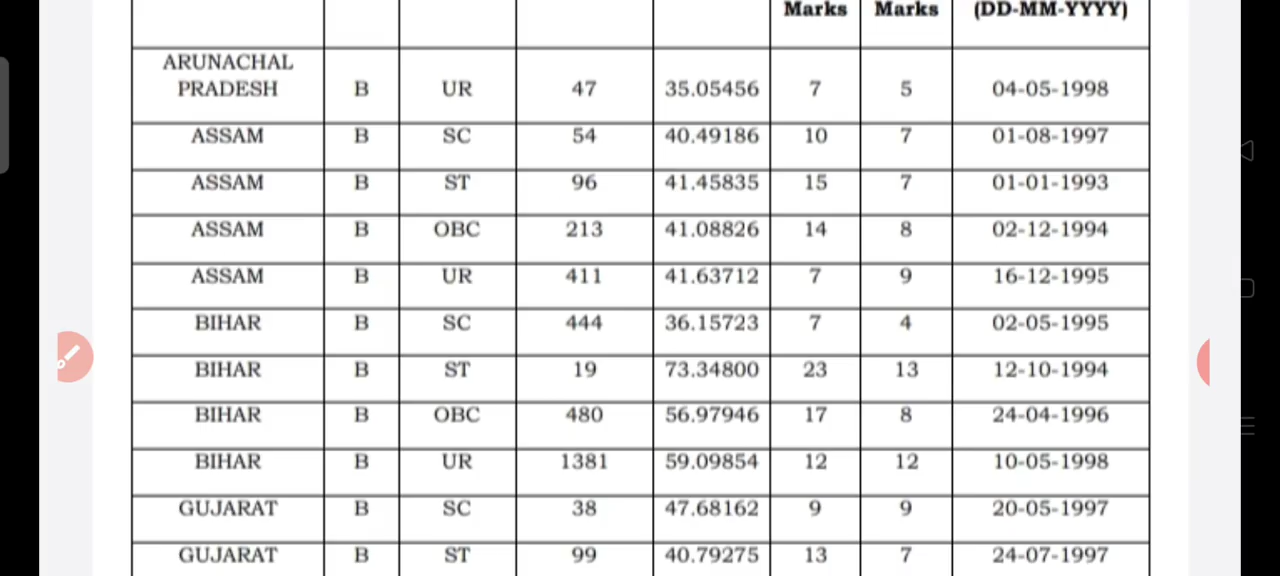 Marks Marks (DD-MM-YYYY)
ARUNACHAL
PRADESH B UR 47 35.05456 7 5 04-05-1998
ASSAM B SC 54 40.49186 10 7 01-08-1997
ASSAM B ST 96 41.45835 15 7 01-01-1993
ASSAM B OBC 213 41.08826 14 8 02-12-1994
ASSAM B UR 411 41.63712 7 9 16-12-1995
BIHAR B SC 444 36.15723 7 4 02-05-1995
BIHAR B ST 19 73.34800 23 13 12-10-1994
BIHAR B OBC 480 56.97946 17 8 24-04-1996
BIHAR B UR 1381 59.09854 12 12 10-05-1998
GUJARAT B SC 38 47.68162 9 9 20-05-1997
GUJARAT B ST 99 40.79275 13 7 24-07-1997